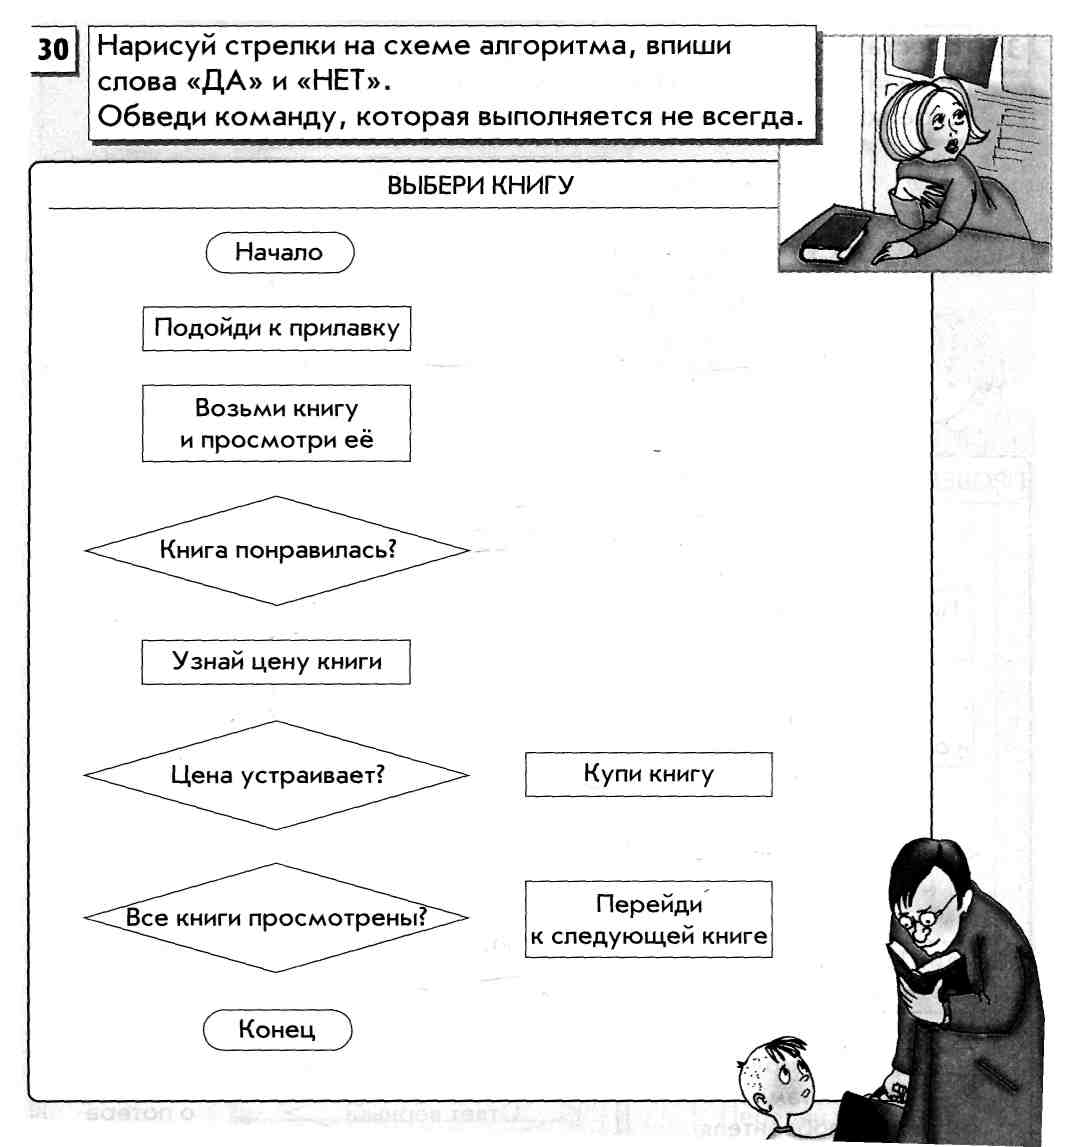 30
Нарисуй стрелки на схеме алгоритма, впиши
слова «ДА» и «НЕТ».
Обведи команду, которая выполняется не всегда.
ВЫБЕРИ КНИГУ
Начало
Подойди к прилавку
Возьми книгу
и просмотри её
Книга понравилась?
Узнай цену книги
Цена устраивает?
Купи книгу
Все книги просмотрены?
Перейди
к следующей книге
Конец